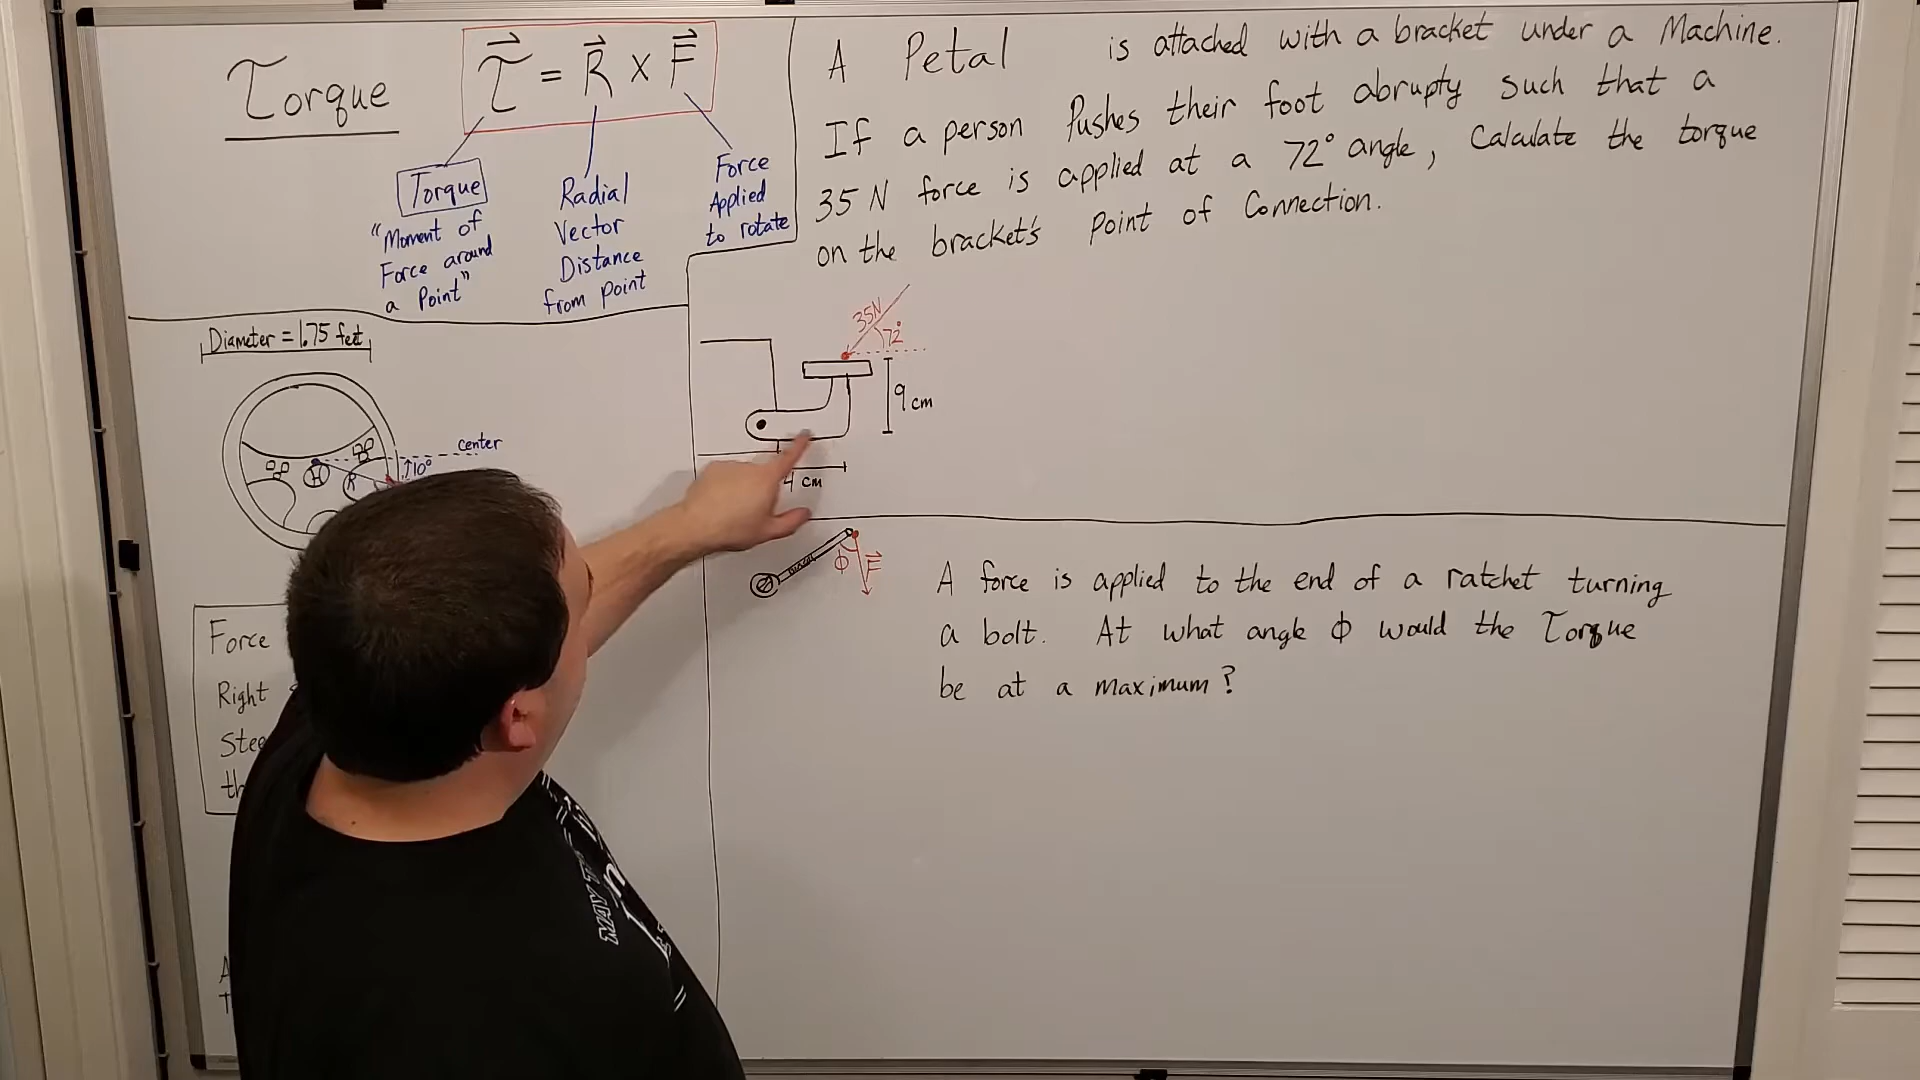 Torque
τ = R x F
Torque
"Moment of
Force around
a Point"
Radial
Vector
Distance
from point
Force
Applied
to rotate
A Petal is attached with a bracket under a Machine.
If a person Pushes their foot abrupty such that a
35 N force is applied at a 72° angle, Calculate the torque
on the bracket's Point of Connection.
Diameter = 1.75 feet
center
10°
H
R
Force
Right
35N
72°
9 cm
4 cm
ϕ
F
A force is applied to the end of a ratchet turning
a bolt. At what angle ϕ would the Torque
be at a maximum?
MAY T